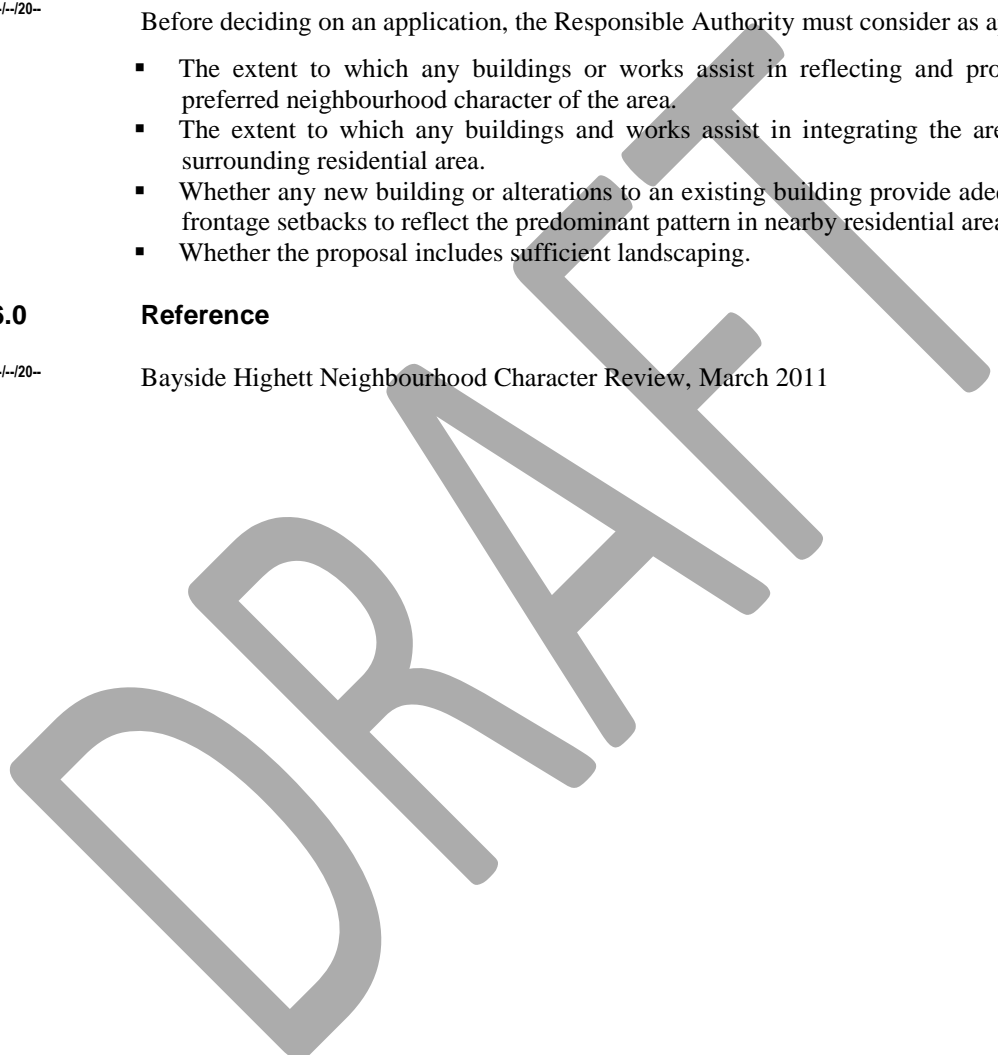 --/--/20--
Before deciding on an application, the Responsible Authority must consider as a
▪ The extent to which any buildings or works assist in reflecting and
preferred neighbourhood character of the area.
▪ The extent to which any buildings and works assist in integrating the
surrounding residential area.
▪ Whether any new building or alterations to an existing building provide
frontage setbacks to reflect the predominant pattern in nearby residential
▪ Whether the proposal includes sufficient landscaping.
6.0 Reference
--/--/20--
Bayside Highett Neighbourhood Character Review, March 2011
DRAFT